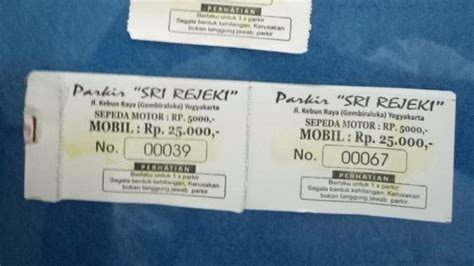 PERHATIAN
Berlaku untuk 1 x parkir
Segala bentuk kehilangan, Kerusakan
bukan tanggung jawab parkir
Parkir "SRI REJEKI"
Jl. Kebun Raya (Gembiraloka) Yogyakarta
SEPEDA MOTOR : RP. 5000,-
MOBIL : Rp. 25.000,-
No. 00039
PERHATIAN
Berlaku untuk 1 x parkir
Segala bentuk kehilangan, Kerusakan
bukan tanggung jawab parkir
Parkir "SRI REJEKI"
Jl. Kebun Raya (Gembiraloka) Yogyakarta
SEPEDA MOTOR : RP. 5000,-
MOBIL : Rp. 25.000,-
No. 00067
PERHATIAN
Berlaku untuk 1 x parkir
Segala bentuk kehilangan, Kerusakan
bukan tanggung jawab parkir